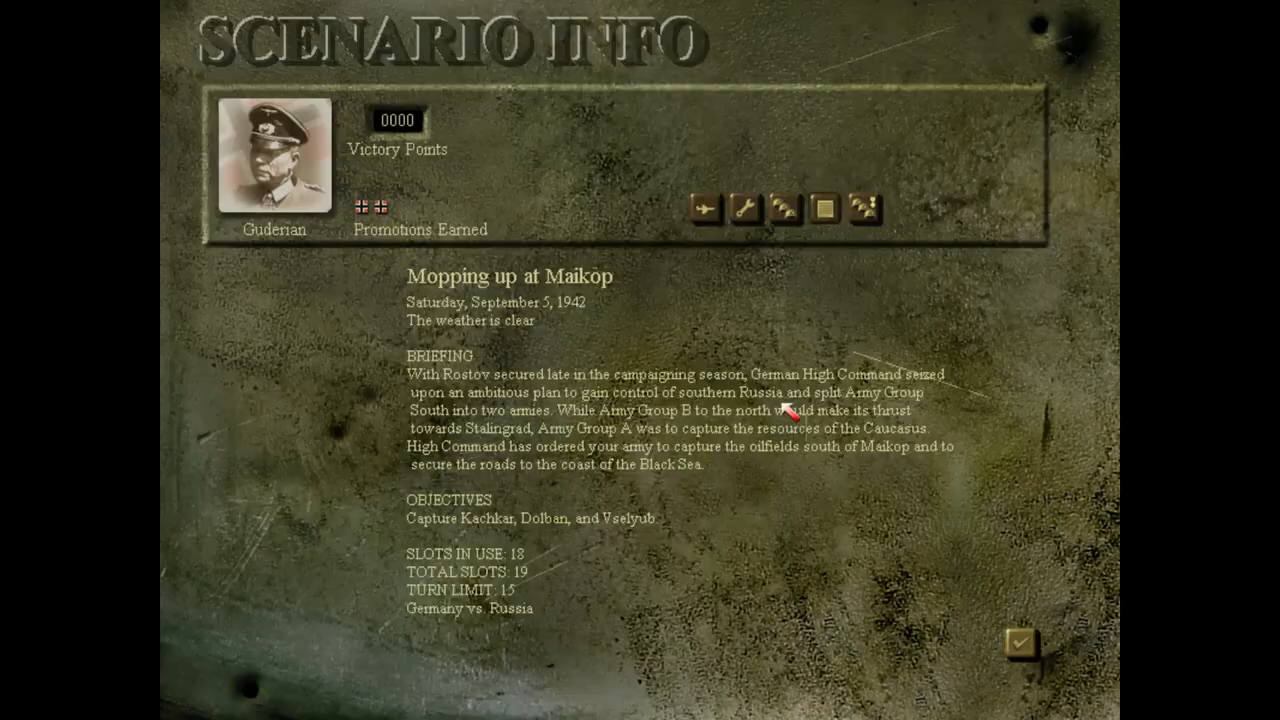 SCENARIO INFO
0000
Victory Points
Guderian
Promotions Earned
Mopping up at Maikop
Saturday, September 5, 1942
The weather is clear
BRIEFING
With Rostov secured late in the campaigning season, German High Command seized
upon an ambitious plan to gain control of southern Russia and split Army Group
South into two armies. While Army Group B to the north would make its thrust
towards Stalingrad, Army Group A was to capture the resources of the Caucasus.
High Command has ordered your army to capture the oilfields south of Maikop and to
secure the roads to the coast of the Black Sea.
OBJECTIVES
Capture Kachkar, Dolban, and Vselyub.
SLOTS IN USE: 18
TOTAL SLOTS: 19
TURN LIMIT: 15
Germany vs. Russia